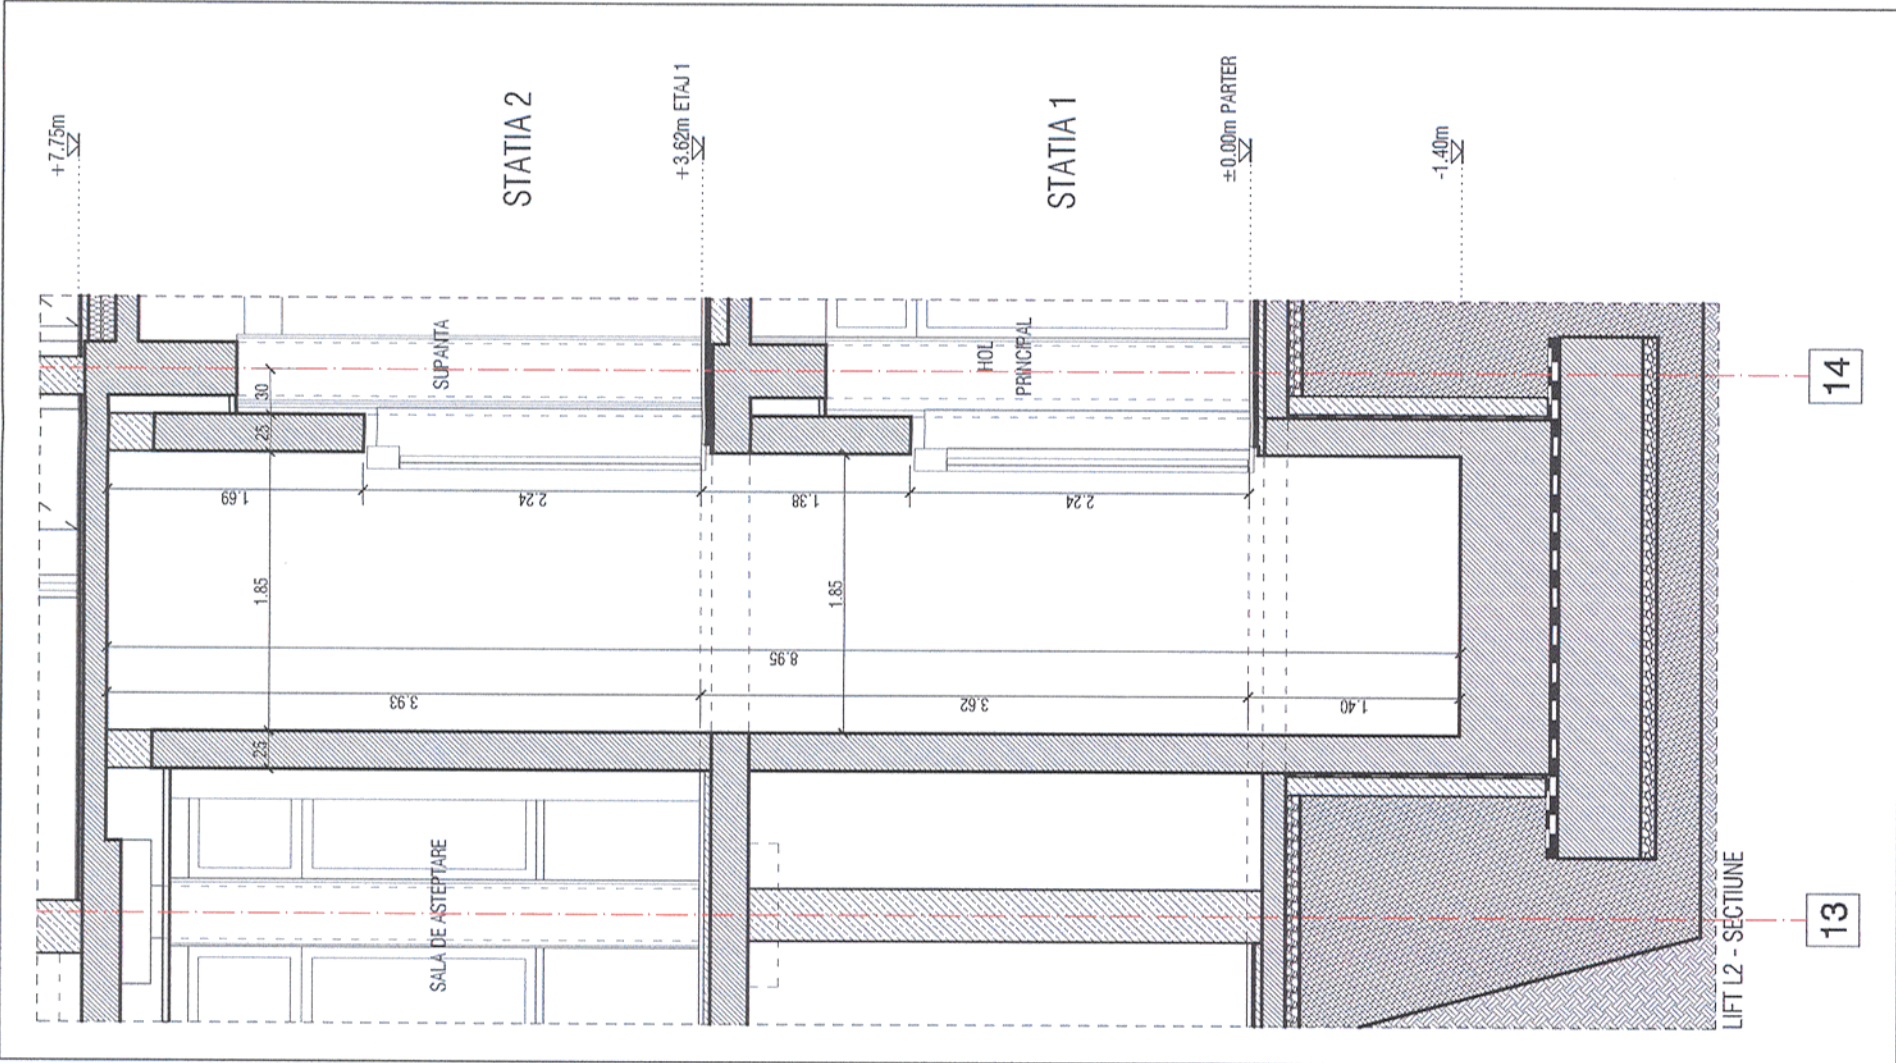 +7.75m
STATIA 2
+3.62m ETAJ 1
STATIA 1
±0.00m PARTER
-1.40m
SUPANTA
HOL
PRINCIPAL
30
25
1.69
2.24
1.38
2.24
1.85
1.85
8.95
3.93
3.62
1.40
SALA DE ASTEPTARE
14
13
LIFT L2 - SECTIUNE